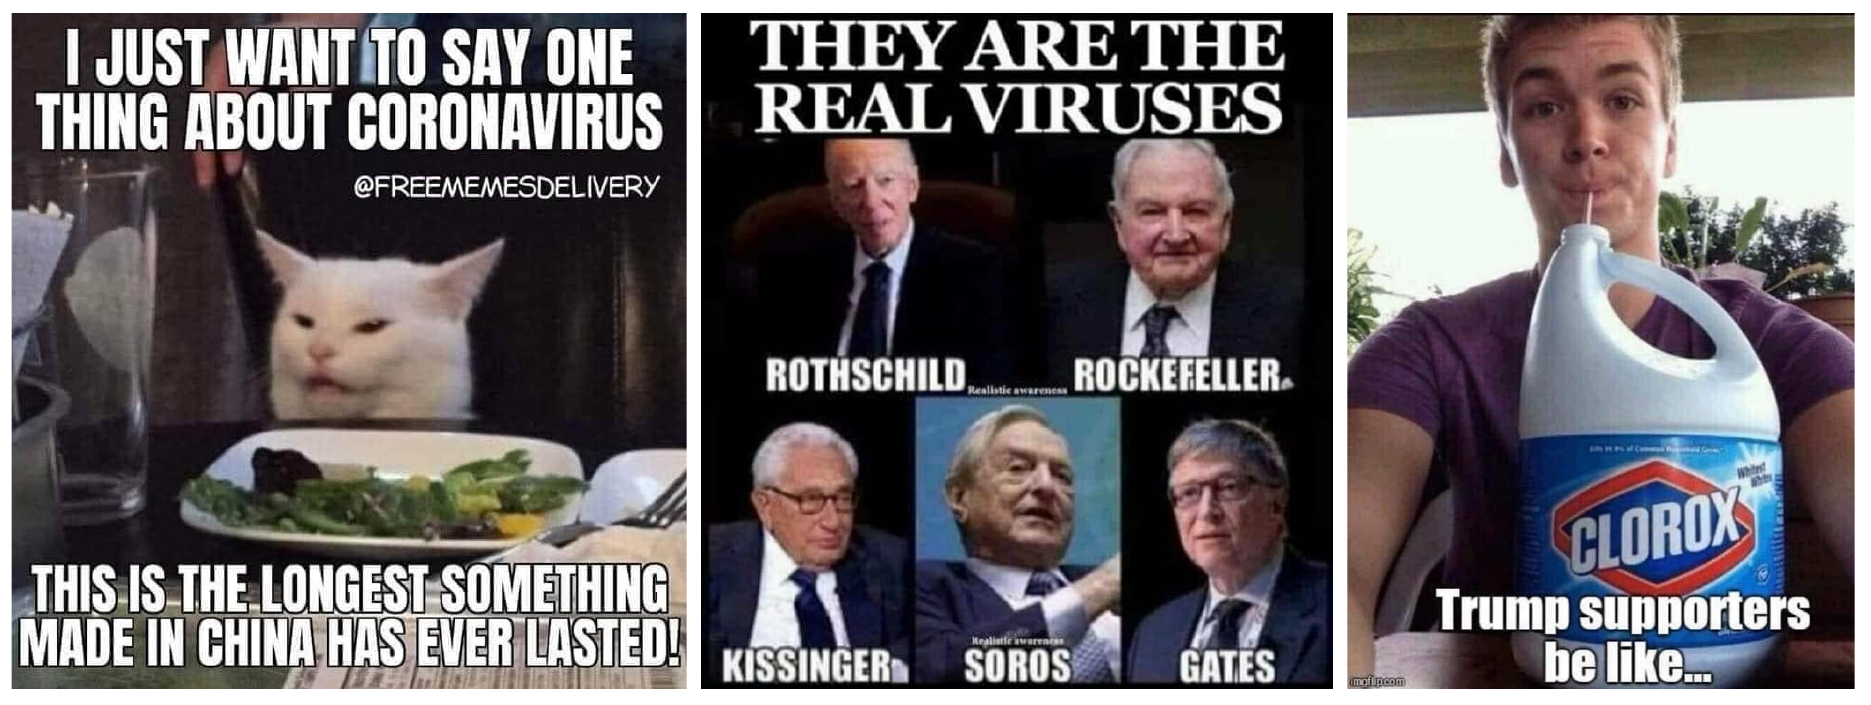 I JUST WANT TO SAY ONE
THING ABOUT CORONAVIRUS
@FREEMEMESDELIVERY
THIS IS THE LONGEST SOMETHING
MADE IN CHINA HAS EVER LASTED!
THEY ARE THE
REAL VIRUSES
ROTHSCHILD
Realistic awareness
ROCKEFELLER
KISSINGER
Realistic awareness
SOROS
GATES
Whitest
Whites
CLOROX
Trump supporters
be like...
imgflip.com